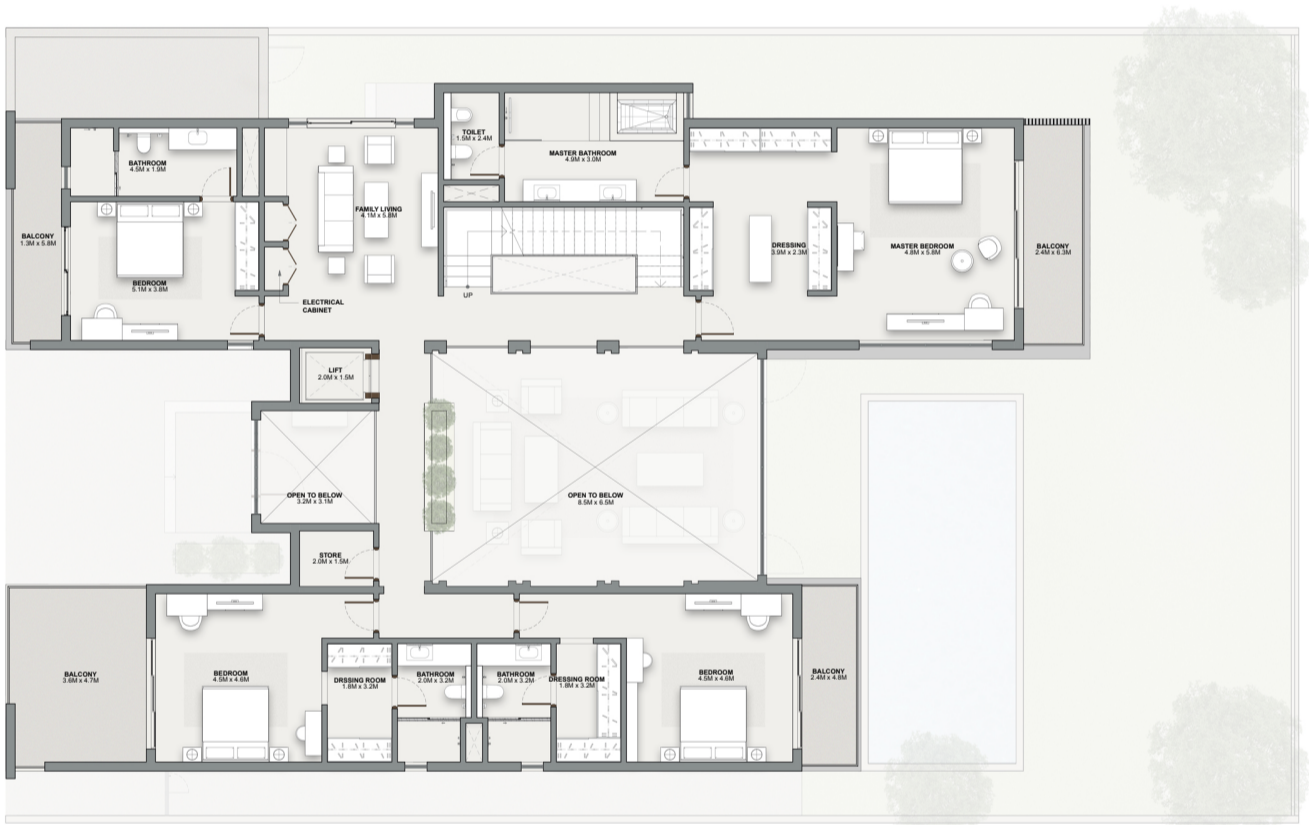 TOILET
1.5M x 2.4M
MASTER BATHROOM
4.9M x 3.0M
BATHROOM
4.5M x 1.9M
FAMILY LIVING
4.1M x 5.8M
BALCONY
1.3M x 5.8M
BEDROOM
5.1M x 3.8M
DRESSING
3.9M x 2.3M
MASTER BEDROOM
4.8M x 5.8M
BALCONY
2.4M x 6.3M
UP
ELECTRICAL
CABINET
LIFT
2.0M x 1.5M
OPEN TO BELOW
3.2M x 3.1M
OPEN TO BELOW
8.5M x 6.5M
STORE
2.0M x 1.5M
BALCONY
3.6M x 4.7M
BEDROOM
4.5M x 4.6M
DRSSING ROOM
1.8M x 3.2M
BATHROOM
2.0M x 3.2M
BATHROOM
2.0M x 3.2M
DRESSING ROOM
1.8M x 3.2M
BEDROOM
4.5M x 4.6M
BALCONY
2.4M x 4.8M